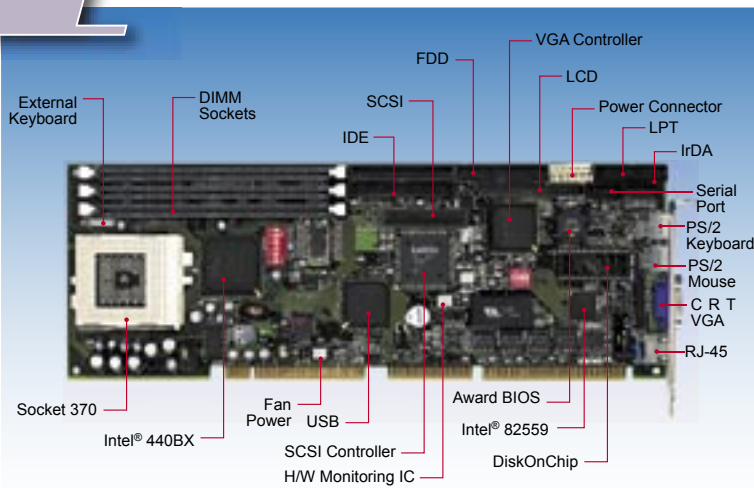 VGA Controller
FDD
LCD
External
Keyboard
DIMM
Sockets
SCSI
Power Connector
IDE
LPT
IrDA
Serial
Port
PS/2
Keyboard
PS/2
Mouse
C R T
VGA
RJ-45
Socket 370
Intel® 440BX
Fan
Power
USB
SCSI Controller
H/W Monitoring IC
Award BIOS
Intel® 82559
DiskOnChip